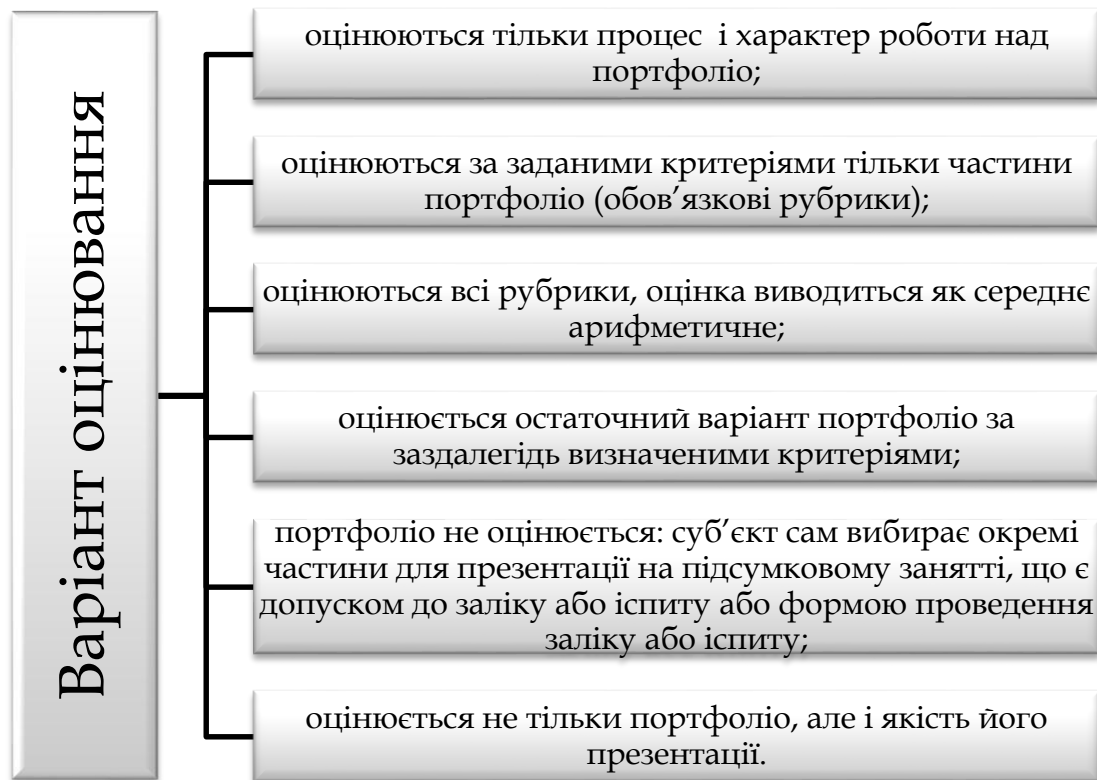 Варіант оцінювання
оцінюються тільки процес і характер роботи над
портфоліо;
оцінюються за заданими критеріями тільки частини
портфоліо (обов’язкові рубрики);
оцінюються всі рубрики, оцінка виводиться як середнє
арифметичне;
оцінюється остаточний варіант портфоліо за
заздалегідь визначеними критеріями;
портфоліо не оцінюється: суб’єкт сам вибирає окремі
частини для презентації на підсумковому занятті, що є
допуском до заліку або іспиту або формою проведення
заліку або іспиту;
оцінюється не тільки портфоліо, але і якість його
презентації.